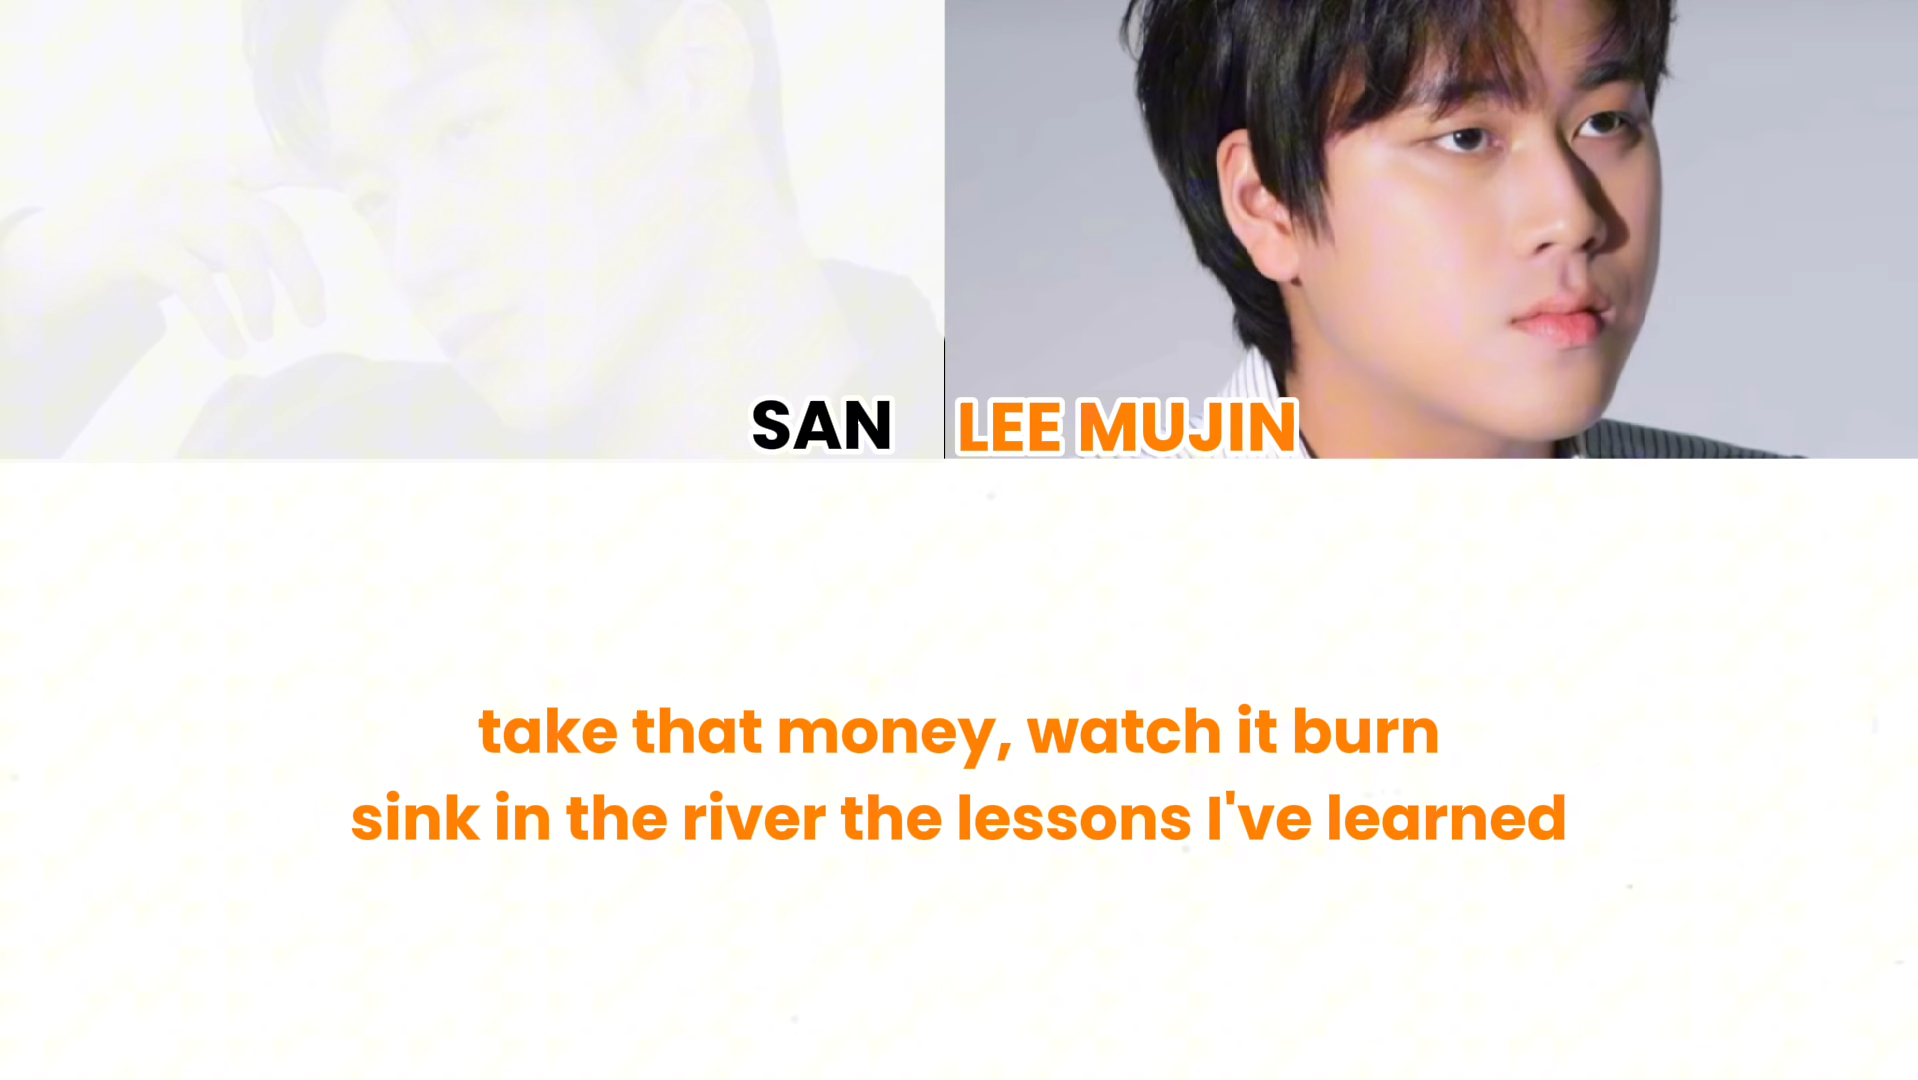 SAN
LEE MUJIN
take that money, watch it burn
sink in the river the lessons I've learned